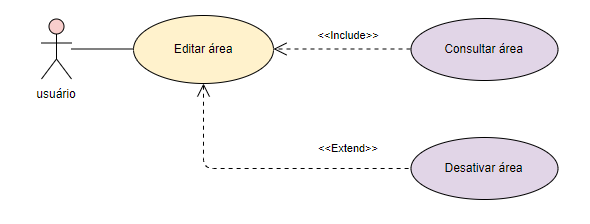 Editar área
<<Include>>
Consultar área
usuário
<<Extend>>
Desativar área